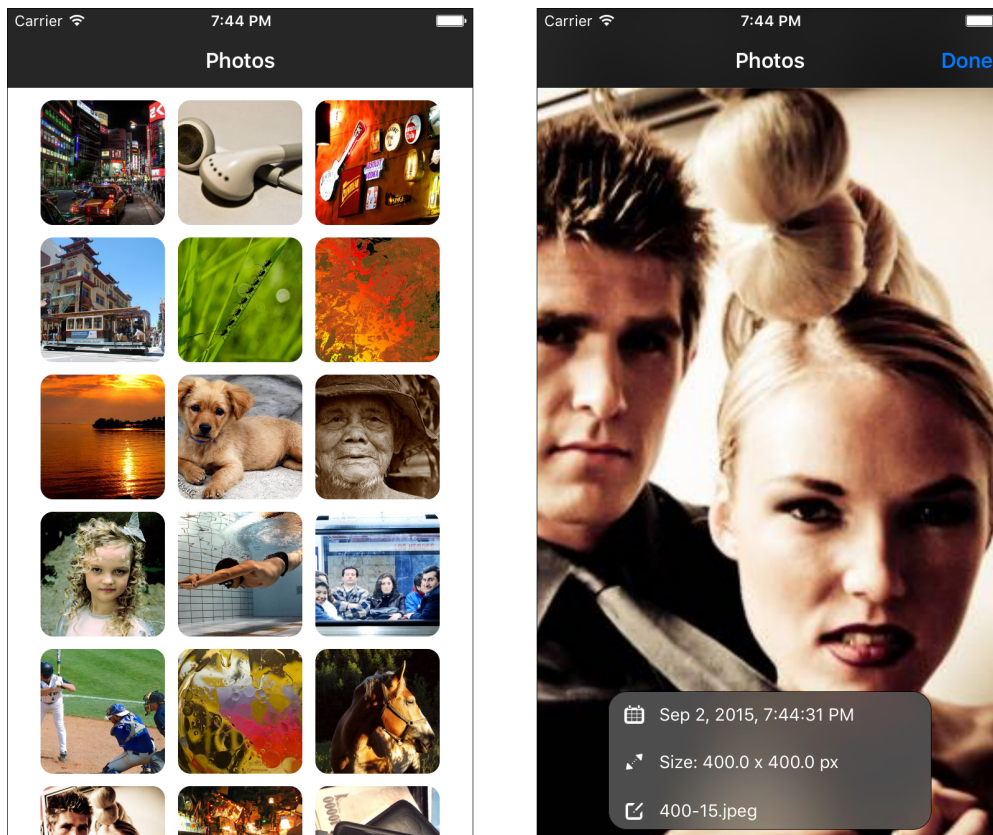 Carrier 7:44 PM
Photos
Carrier 7:44 PM
Photos Done
Sep 2, 2015, 7:44:31 PM
Size: 400.0 x 400.0 px
400-15.jpeg